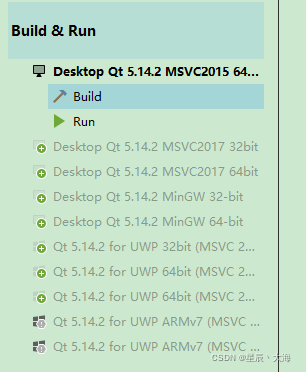 Build & Run
Desktop Qt 5.14.2 MSVC2015 64...
Build
Run
Desktop Qt 5.14.2 MSVC2017 32bit
Desktop Qt 5.14.2 MSVC2017 64bit
Desktop Qt 5.14.2 MinGW 32-bit
Desktop Qt 5.14.2 MinGW 64-bit
Qt 5.14.2 for UWP 32bit (MSVC 2...
Qt 5.14.2 for UWP 64bit (MSVC 2...
Qt 5.14.2 for UWP 64bit (MSVC 2...
Qt 5.14.2 for UWP ARMv7 (MSVC ...
Qt 5.14.2 for UWP ARMv7 (MSVC ...
CSDN @星辰丶大海